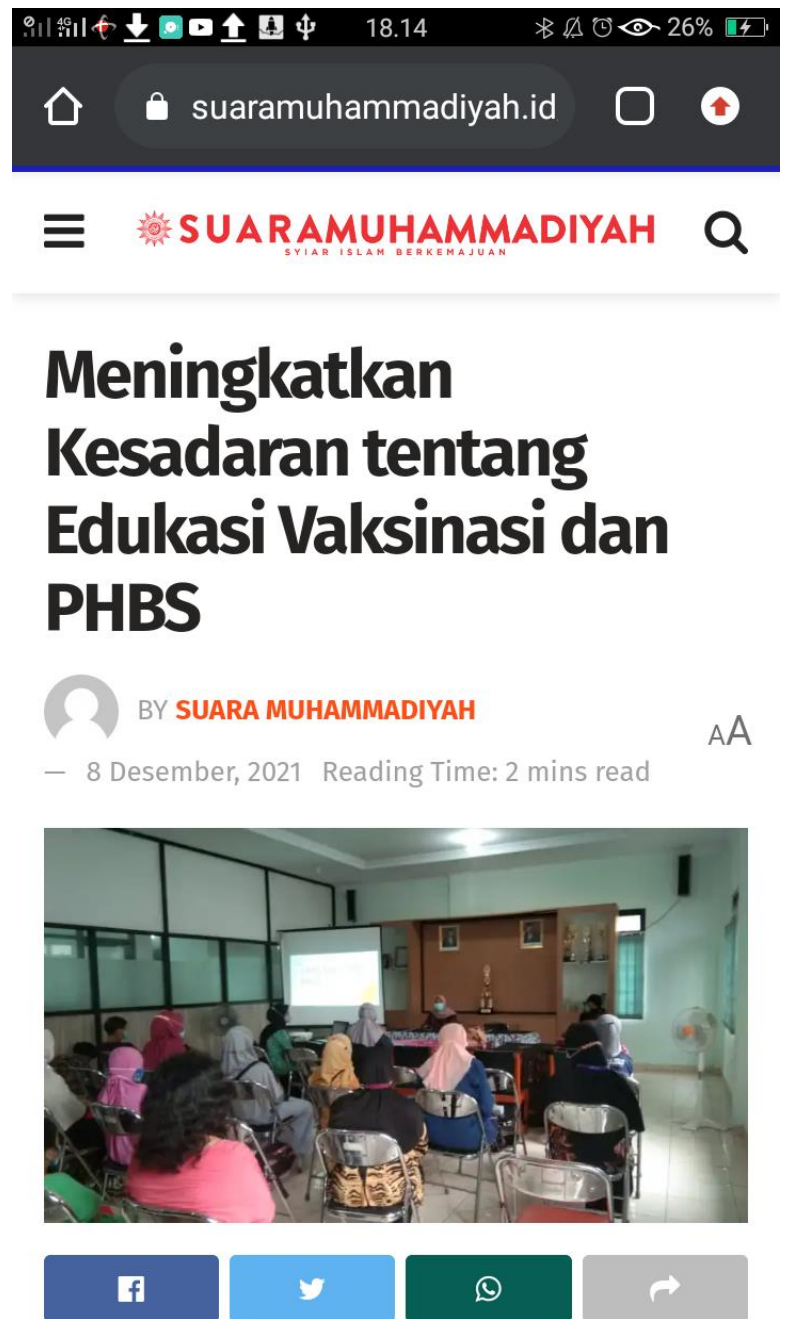 4G 18.14 26%
suaramuhammadiyah.id
SUARAMUHAMMADIYAH
SYIAR ISLAM BERKEMAJUAN
Meningkatkan
Kesadaran tentang
Edukasi Vaksinasi dan
PHBS
BY SUARA MUHAMMADIYAH
AA
— 8 Desember, 2021 Reading Time: 2 mins read